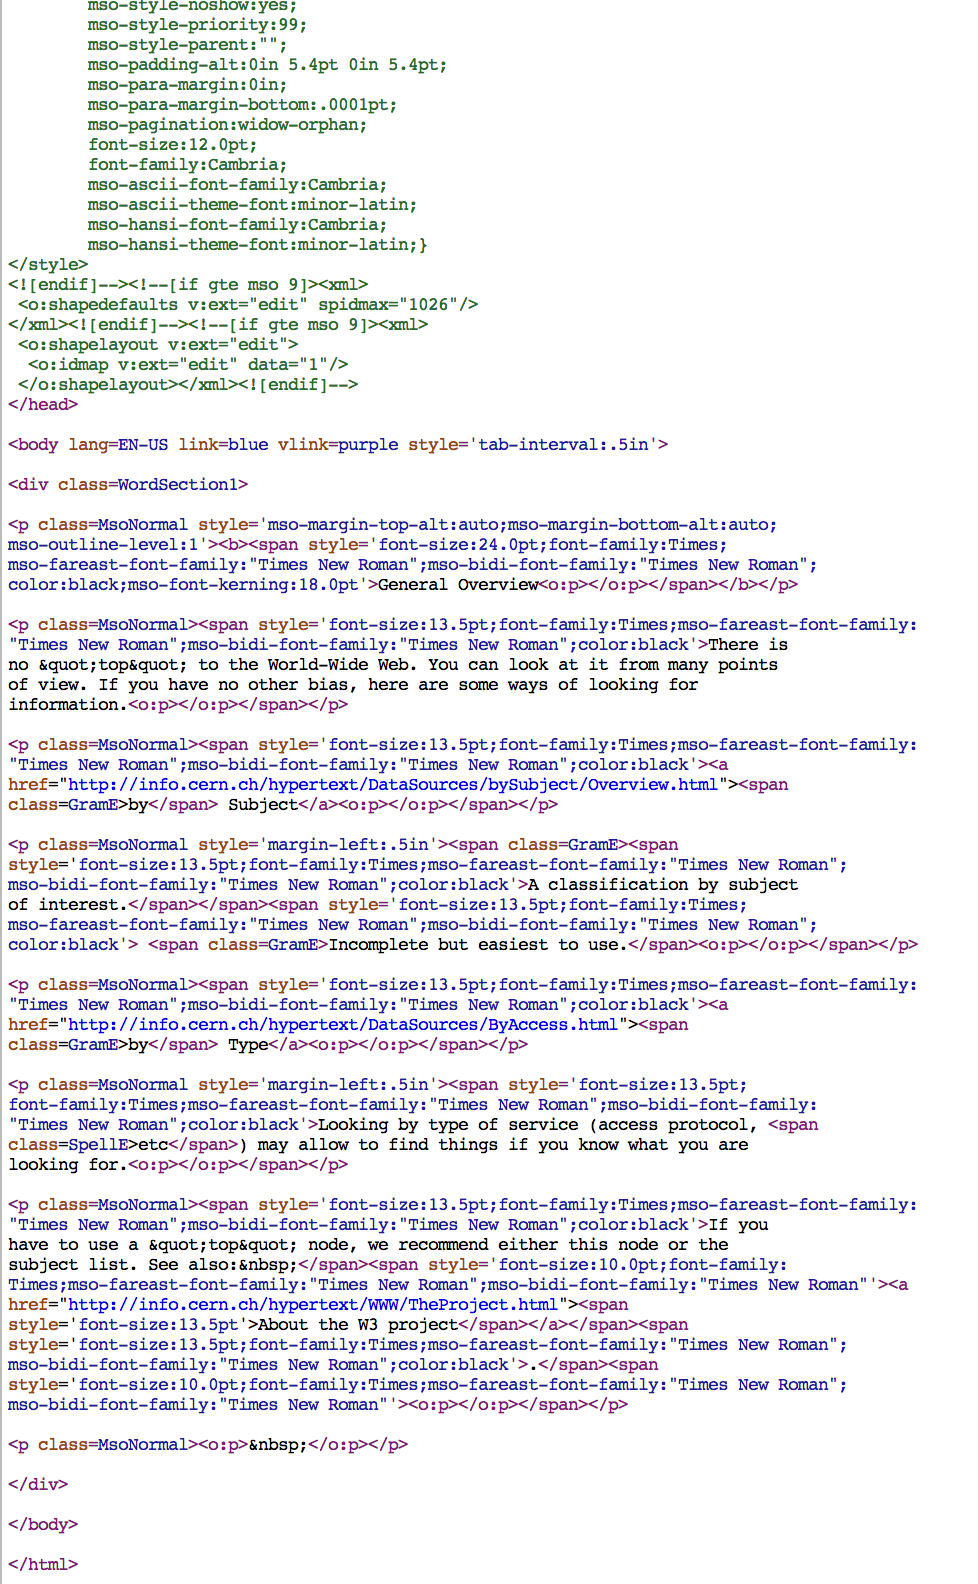 mso-style-noshow:yes;
mso-style-priority:99;
mso-style-parent:"";
mso-padding-alt:0in 5.4pt 0in 5.4pt;
mso-para-margin:0in;
mso-para-margin-bottom:.0001pt;
mso-pagination:widow-orphan;
font-size:12.0pt;
font-family:Cambria;
mso-ascii-font-family:Cambria;
mso-ascii-theme-font:minor-latin;
mso-hansi-font-family:Cambria;
mso-hansi-theme-font:minor-latin;}
</style>
<![endif]--><!--[if gte mso 9]><xml>
<o:shapedefaults v:ext="edit" spidmax="1026"/>
</xml><![endif]--><!--[if gte mso 9]><xml>
<o:shapelayout v:ext="edit">
<o:idmap v:ext="edit" data="1"/>
</o:shapelayout></xml><![endif]-->
</head>
<body lang=EN-US link=blue vlink=purple style='tab-interval:.5in'>
<div class=WordSection1>
<p class=MsoNormal style='mso-margin-top-alt:auto;mso-margin-bottom-alt:auto;
mso-outline-level:1'><b><span style='font-size:24.0pt;font-family:Times;
mso-fareast-font-family:"Times New Roman";mso-bidi-font-family:"Times New Roman";
color:black;mso-font-kerning:18.0pt'>General Overview<o:p></o:p></span></b></p>
<p class=MsoNormal><span style='font-size:13.5pt;font-family:Times;mso-fareast-font-family:
"Times New Roman";mso-bidi-font-family:"Times New Roman";color:black'>There is
no &quot;top&quot; to the World-Wide Web. You can look at it from many points
of view. If you have no other bias, here are some ways of looking for
information.<o:p></o:p></span></p>
<p class=MsoNormal><span style='font-size:13.5pt;font-family:Times;mso-fareast-font-family:
"Times New Roman";mso-bidi-font-family:"Times New Roman";color:black'><a
href="http://info.cern.ch/hypertext/DataSources/bySubject/Overview.html"><span
class=GramE>by</span> Subject</a><o:p></o:p></span></p>
<p class=MsoNormal style='margin-left:.5in'><span class=GramE><span
style='font-size:13.5pt;font-family:Times;mso-fareast-font-family:"Times New Roman";
mso-bidi-font-family:"Times New Roman";color:black'>A classification by subject
of interest.</span></span><span style='font-size:13.5pt;font-family:Times;
mso-fareast-font-family:"Times New Roman";mso-bidi-font-family:"Times New Roman";
color:black'> <span class=GramE>Incomplete but easiest to use.</span><o:p></o:p></span></p>
<p class=MsoNormal><span style='font-size:13.5pt;font-family:Times;mso-fareast-font-family:
"Times New Roman";mso-bidi-font-family:"Times New Roman";color:black'><a
href="http://info.cern.ch/hypertext/DataSources/ByAccess.html"><span
class=GramE>by</span> Type</a><o:p></o:p></span></p>
<p class=MsoNormal style='margin-left:.5in'><span style='font-size:13.5pt;
font-family:Times;mso-fareast-font-family:"Times New Roman";mso-bidi-font-family:
"Times New Roman";color:black'>Looking by type of service (access protocol, <span
class=SpellE>etc</span>) may allow to find things if you know what you are
looking for.<o:p></o:p></span></p>
<p class=MsoNormal><span style='font-size:13.5pt;font-family:Times;mso-fareast-font-family:
"Times New Roman";mso-bidi-font-family:"Times New Roman";color:black'>If you
have to use a &quot;top&quot; node, we recommend either this node or the
subject list. See also:&nbsp;</span><span style='font-size:10.0pt;font-family:
Times;mso-fareast-font-family:"Times New Roman";mso-bidi-font-family:"Times New Roman"'><a
href="http://info.cern.ch/hypertext/WWW/TheProject.html"><span
style='font-size:13.5pt'>About the W3 project</span></a></span><span
style='font-size:13.5pt;font-family:Times;mso-fareast-font-family:"Times New Roman";
mso-bidi-font-family:"Times New Roman";color:black'>.</span><span
style='font-size:10.0pt;font-family:Times;mso-fareast-font-family:"Times New Roman";
mso-bidi-font-family:"Times New Roman"'><o:p></o:p></span></p>
<p class=MsoNormal><o:p>&nbsp;</o:p></p>
</div>
</body>
</html>